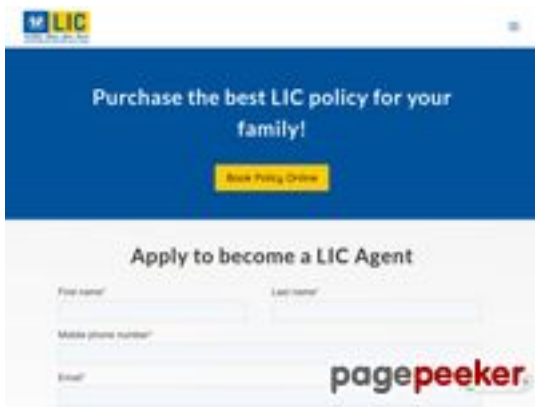 LIC
Purchase the best LIC policy for your
family!
Book Policy Online
Apply to become a LIC Agent
First name*
Last name*
Mobile phone number*
Email*
pagepeeker